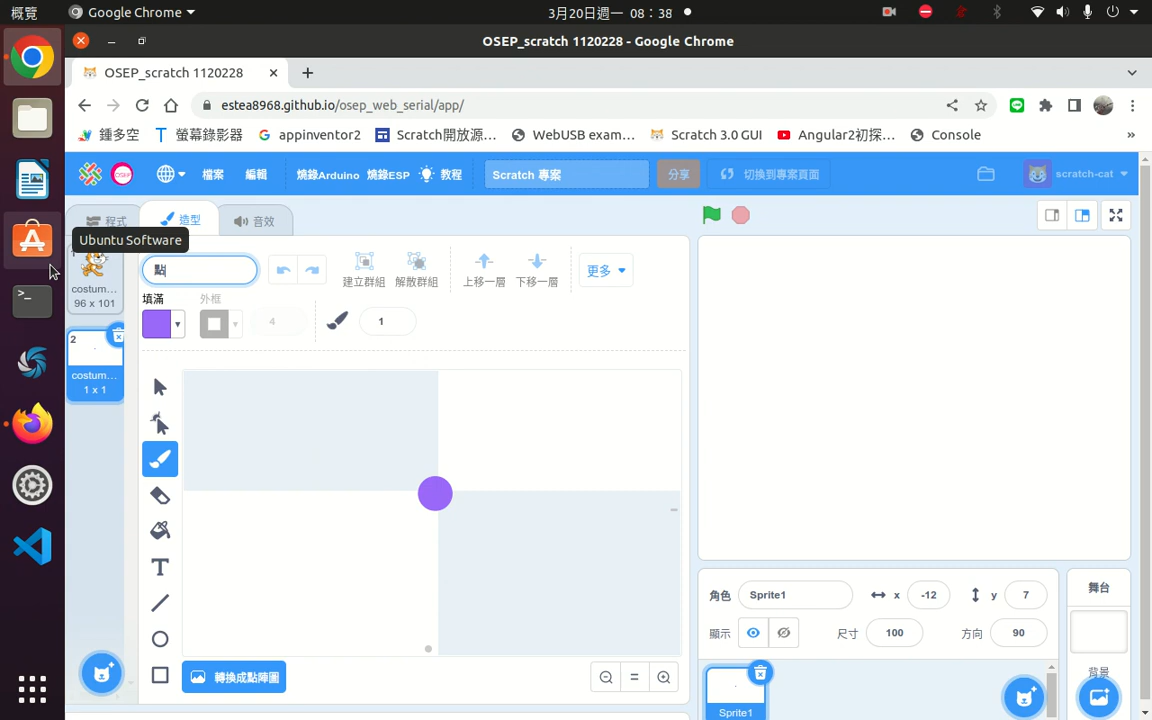 概覽 Google Chrome 3月20日週一 08：38
OSEP_scratch 1120228 - Google Chrome
OSEP_scratch 1120228
estea8968.github.io/osep_web_serial/app/
鍾多空 螢幕錄影器 appinventor2 Scratch開放源... WebUSB exam... Scratch 3.0 GUI Angular2初探... Console »
OSEP 檔案 編輯 燒錄Arduino 燒錄ESP 教程 Scratch 專案 分享 切換到專案頁面 scratch-cat
程式 造型 音效
Ubuntu Software
點
建立群組 解散群組 上移一層 下移一層 更多
costum...
96 x 101
填滿 外框
4 1
2
costum...
1 x 1
轉換成點陣圖
角色 Sprite1 x -12 y 7
顯示 尺寸 100 方向 90
Sprite1
舞台
背景